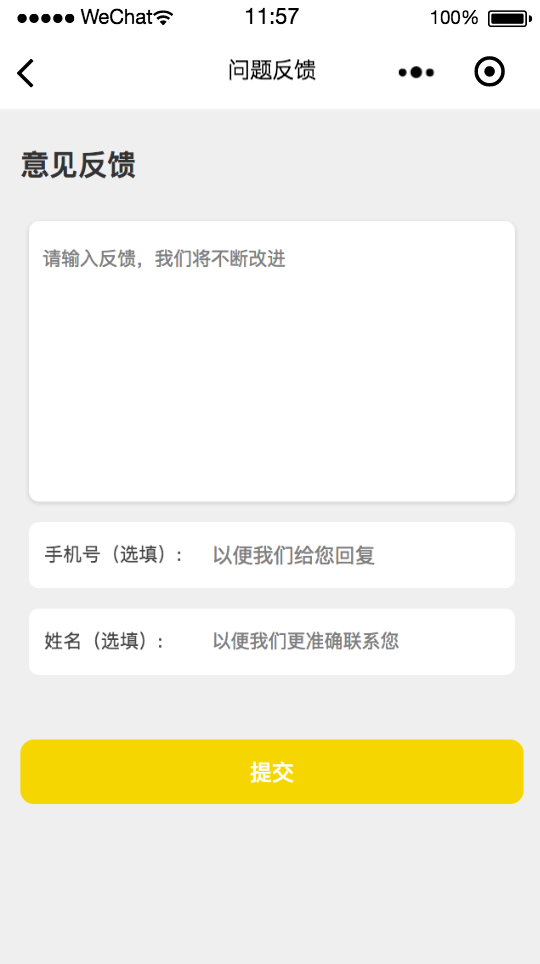 WeChat 11:57 100%
问题反馈
意见反馈
请输入反馈，我们将不断改进
手机号（选填）: 以便我们给您回复
姓名（选填）: 以便我们更准确联系您
提交